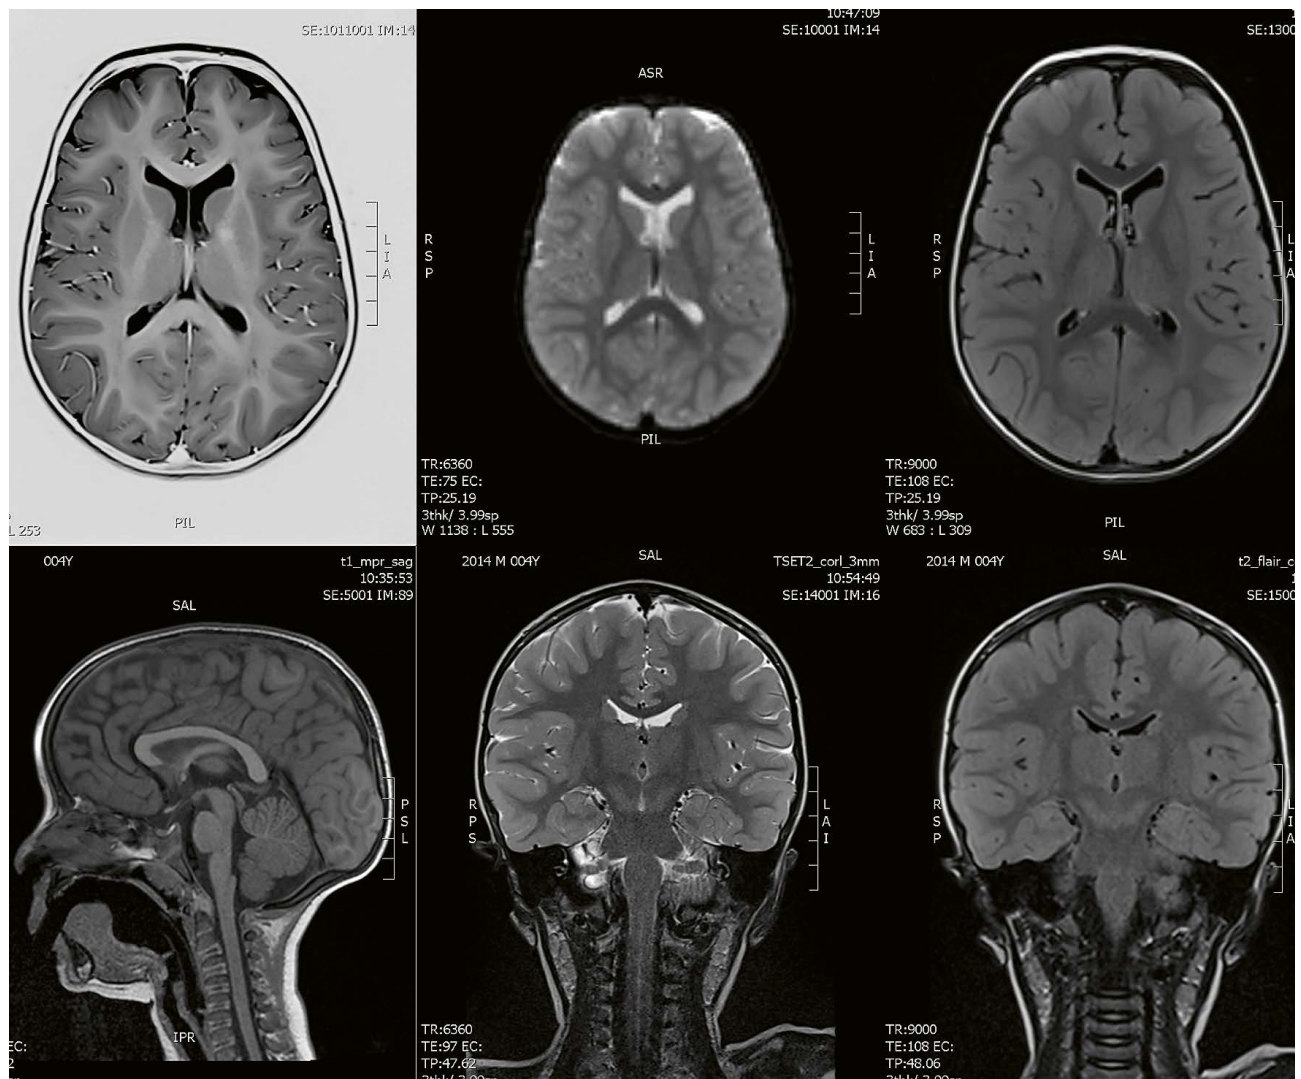 SE:1011001 IM:14
L
I
A
PIL
L 253
10:47:09
SE:10001 IM:14
ASR
R
S
P
L
I
A
PIL
TR:6360
TE:75 EC:
TP:25.19
3thk/ 3.99sp
W 1138 : L 555
SE:1300
R
S
P
L
I
A
TR:9000
TE:108 EC:
TP:25.19
3thk/ 3.99sp
W 683 : L 309
PIL
004Y
t1_mpr_sag
10:35:53
SE:5001 IM:89
SAL
P
S
L
IPR
EC:
2014 M 004Y
SAL
TSET2_corl_3mm
10:54:49
SE:14001 IM:16
R
P
S
L
A
I
TR:6360
TE:97 EC:
TP:47.62
2014 M 004Y
SAL
t2_flair_c
SE:1500
R
S
P
L
I
A
TR:9000
TE:108 EC:
TP:48.06